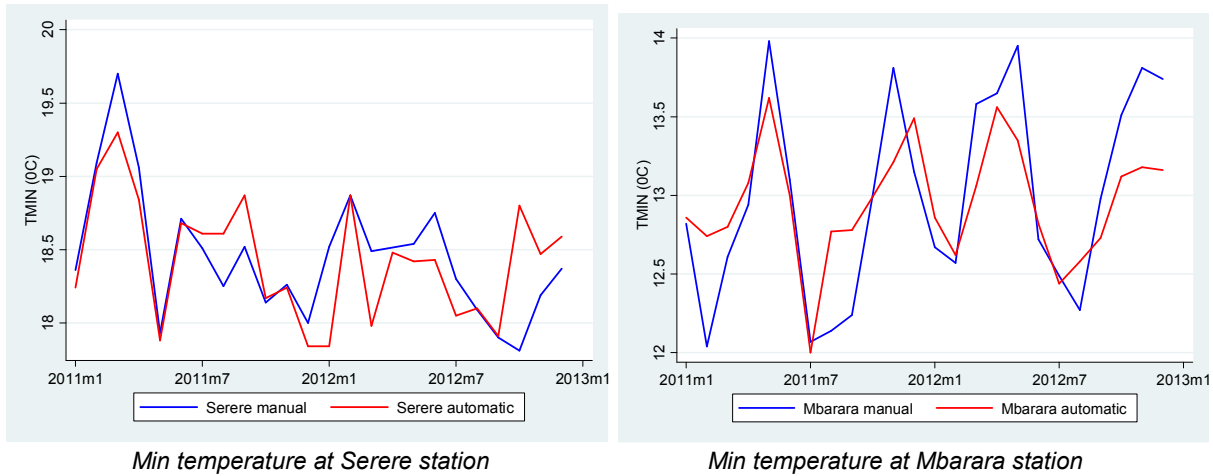 20
19.5
19
18.5
18
TMIN (0C)
2011m1 2011m7 2012m1 2012m7 2013m1
Serere manual Serere automatic
Min temperature at Serere station
14
13.5
13
12.5
12
TMIN (0C)
2011m1 2011m7 2012m1 2012m7 2013m1
Mbarara manual Mbarara automatic
Min temperature at Mbarara station